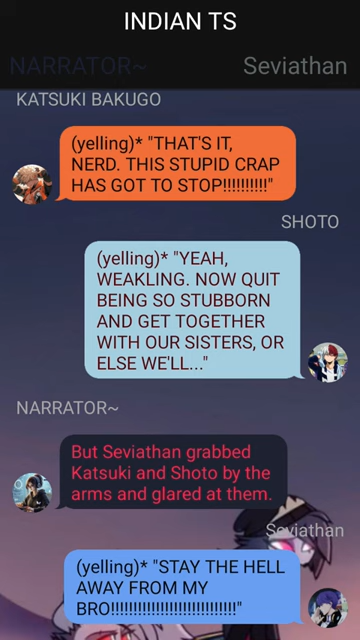 INDIAN TS
NARRATOR~
Seviathan
KATSUKI BAKUGO
(yelling)* "THAT'S IT,
NERD. THIS STUPID CRAP
HAS GOT TO STOP!!!!!!!!!!"
SHOTO
(yelling)* "YEAH,
WEAKLING. NOW QUIT
BEING SO STUBBORN
AND GET TOGETHER
WITH OUR SISTERS, OR
ELSE WE'LL..."
NARRATOR~
But Seviathan grabbed
Katsuki and Shoto by the
arms and glared at them.
Seviathan
(yelling)* "STAY THE HELL
AWAY FROM MY
BRO!!!!!!!!!!!!!!!!!!!!!!!!!!!!"